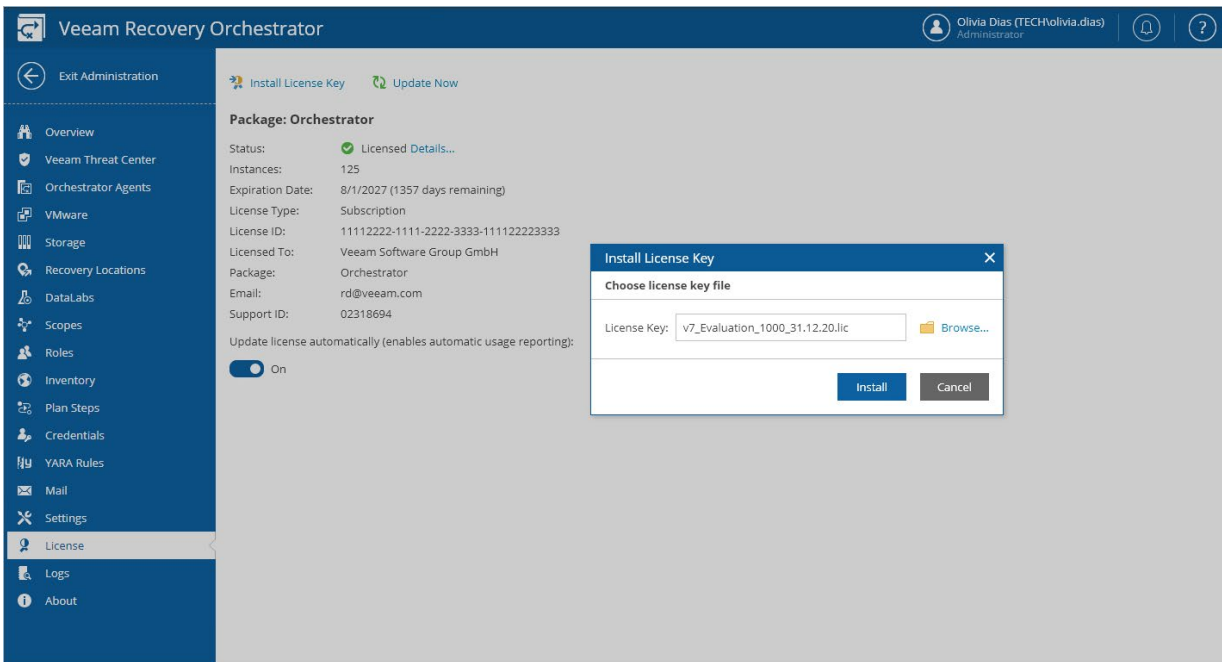 Veeam Recovery Orchestrator
Olivia Dias (TECH\olivia.dias)
Administrator
?
Exit Administration
Overview
Veeam Threat Center
Orchestrator Agents
VMware
Storage
Recovery Locations
DataLabs
Scopes
Roles
Inventory
Plan Steps
Credentials
YARA Rules
Mail
Settings
License
Logs
About
Install License Key Update Now
Package: Orchestrator
Status: Licensed Details...
Instances: 125
Expiration Date: 8/1/2027 (1357 days remaining)
License Type: Subscription
License ID: 11112222-1111-2222-3333-111122223333
Licensed To: Veeam Software Group GmbH
Package: Orchestrator
Email: rd@veeam.com
Support ID: 02318694
Update license automatically (enables automatic usage reporting):
On
Install License Key
Choose license key file
License Key: v7_Evaluation_1000_31.12.20.lic Browse...
Install Cancel